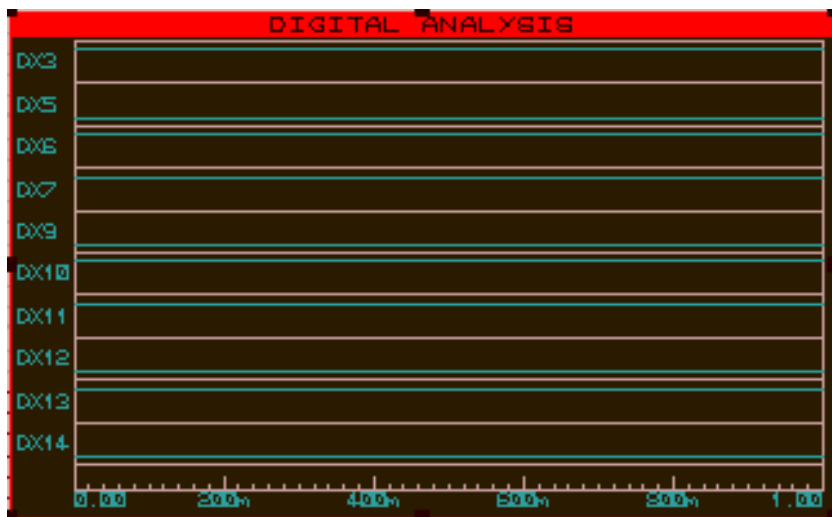 DIGITAL ANALYSIS
DX3
DX5
DX6
DX7
DX9
DX10
DX11
DX12
DX13
DX14
0.00 200m 400m 600m 800m 1.00